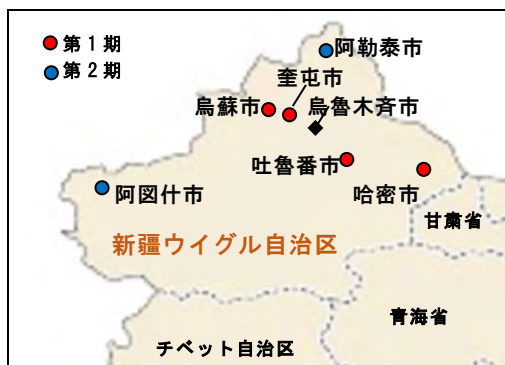 第1期
第2期
阿勒泰市
奎屯市
烏蘇市
烏魯木斉市
吐魯番市
哈密市
阿図什市
甘粛省
新疆ウイグル自治区
青海省
チベット自治区